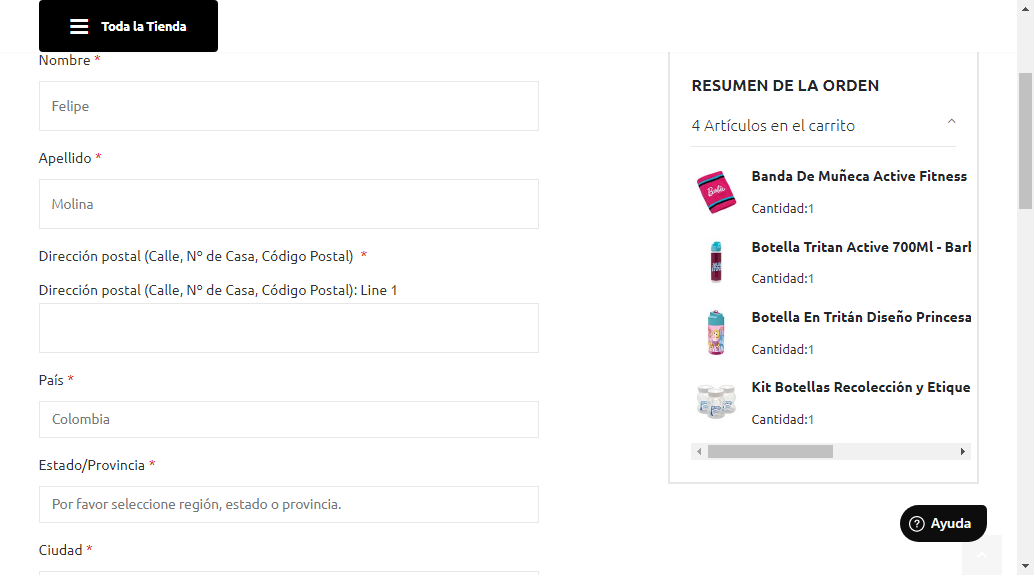 Toda la Tienda
Nombre *
Felipe
Apellido *
Molina
Dirección postal (Calle, Nº de Casa, Código Postal) *
Dirección postal (Calle, Nº de Casa, Código Postal): Line 1
País *
Colombia
Estado/Provincia *
Por favor seleccione región, estado o provincia.
Ciudad *
RESUMEN DE LA ORDEN
4 Artículos en el carrito
Banda De Muñeca Active Fitness
Cantidad:1
Botella Tritan Active 700Ml - Barb
Cantidad:1
Botella En Tritán Diseño Princesa
Cantidad:1
Kit Botellas Recolección y Etique
Cantidad:1
Ayuda